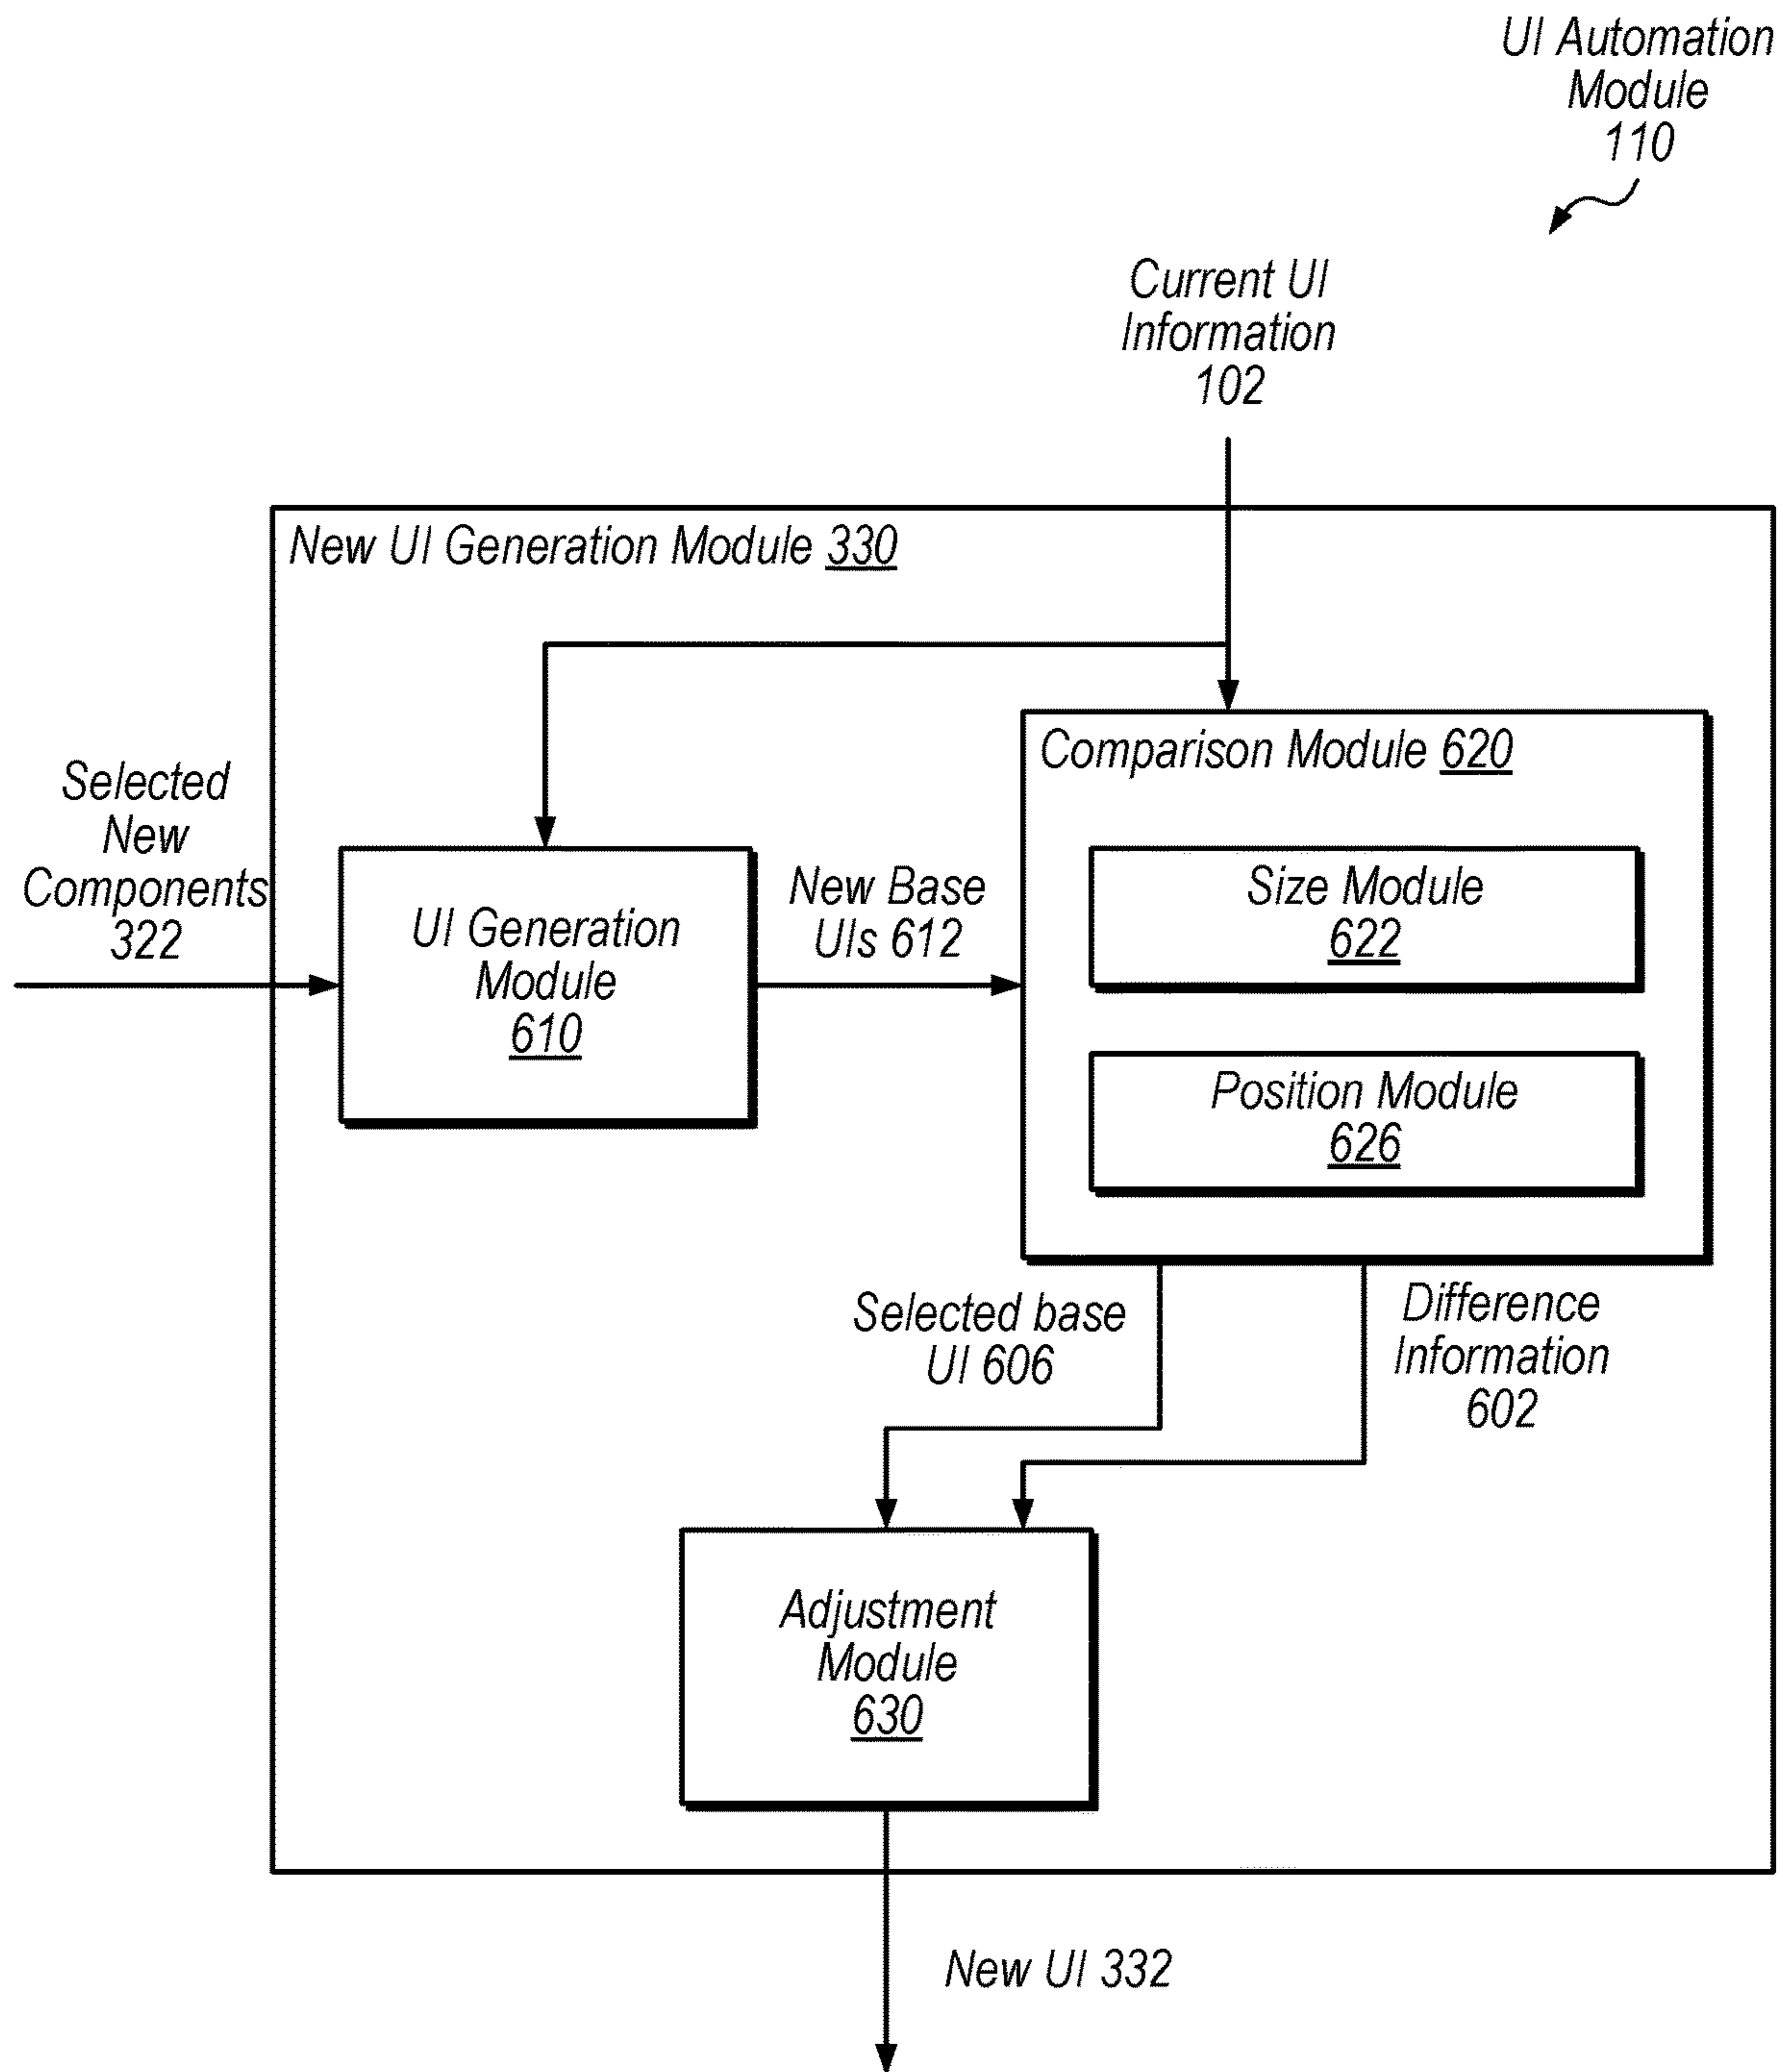 UI Automation
Module
110
Current UI
Information
102
New UI Generation Module 330
Comparison Module 620
Selected
New
Components
322
UI Generation
Module
610
New Base
UIs 612
Size Module
622
Position Module
626
Selected base
UI 606
Difference
Information
602
Adjustment
Module
630
New UI 332